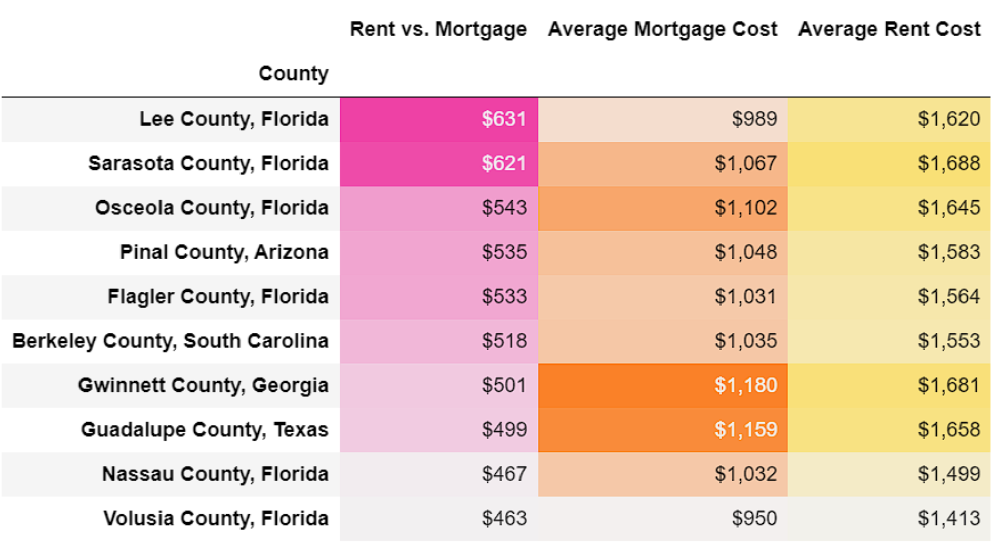 Rent vs. Mortgage Average Mortgage Cost Average Rent Cost
County
Lee County, Florida $631 $989 $1,620
Sarasota County, Florida $621 $1,067 $1,688
Osceola County, Florida $543 $1,102 $1,645
Pinal County, Arizona $535 $1,048 $1,583
Flagler County, Florida $533 $1,031 $1,564
Berkeley County, South Carolina $518 $1,035 $1,553
Gwinnett County, Georgia $501 $1,180 $1,681
Guadalupe County, Texas $499 $1,159 $1,658
Nassau County, Florida $467 $1,032 $1,499
Volusia County, Florida $463 $950 $1,413